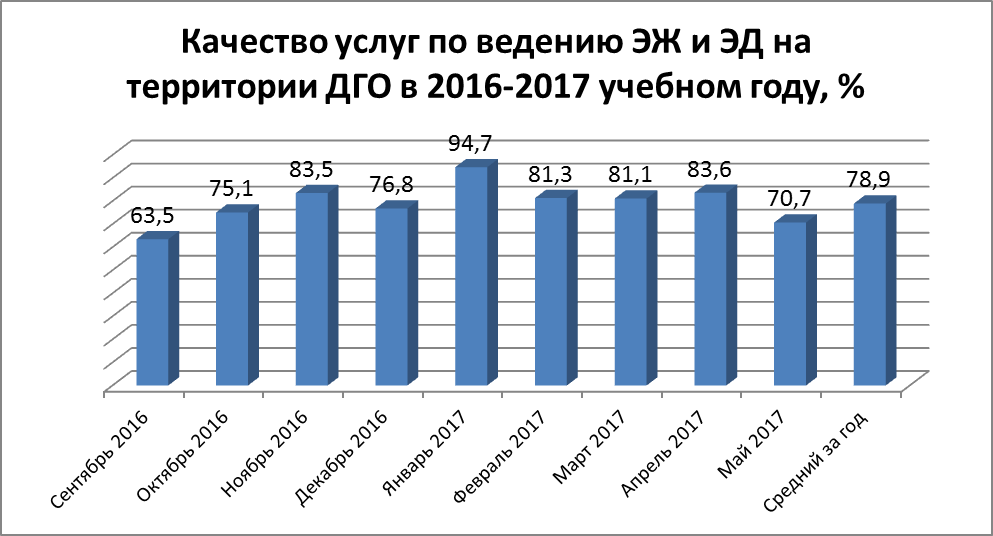 Качество услуг по ведению ЭЖ и ЭД на
территории ДГО в 2016-2017 учебном году, %
63,5
75,1
83,5
76,8
94,7
81,3
81,1
83,6
70,7
78,9
Сентябрь 2016
Октябрь 2016
Ноябрь 2016
Декабрь 2016
Январь 2017
Февраль 2017
Март 2017
Апрель 2017
Май 2017
Средний за год